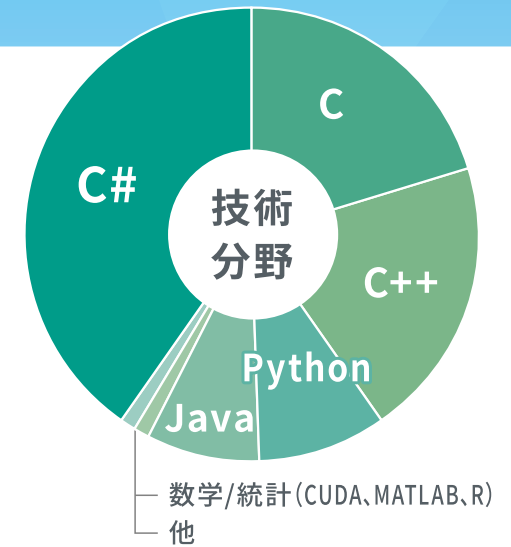 C
C#
技術
分野
C++
Python
Java
数学/統計(CUDA、MATLAB、R)
他